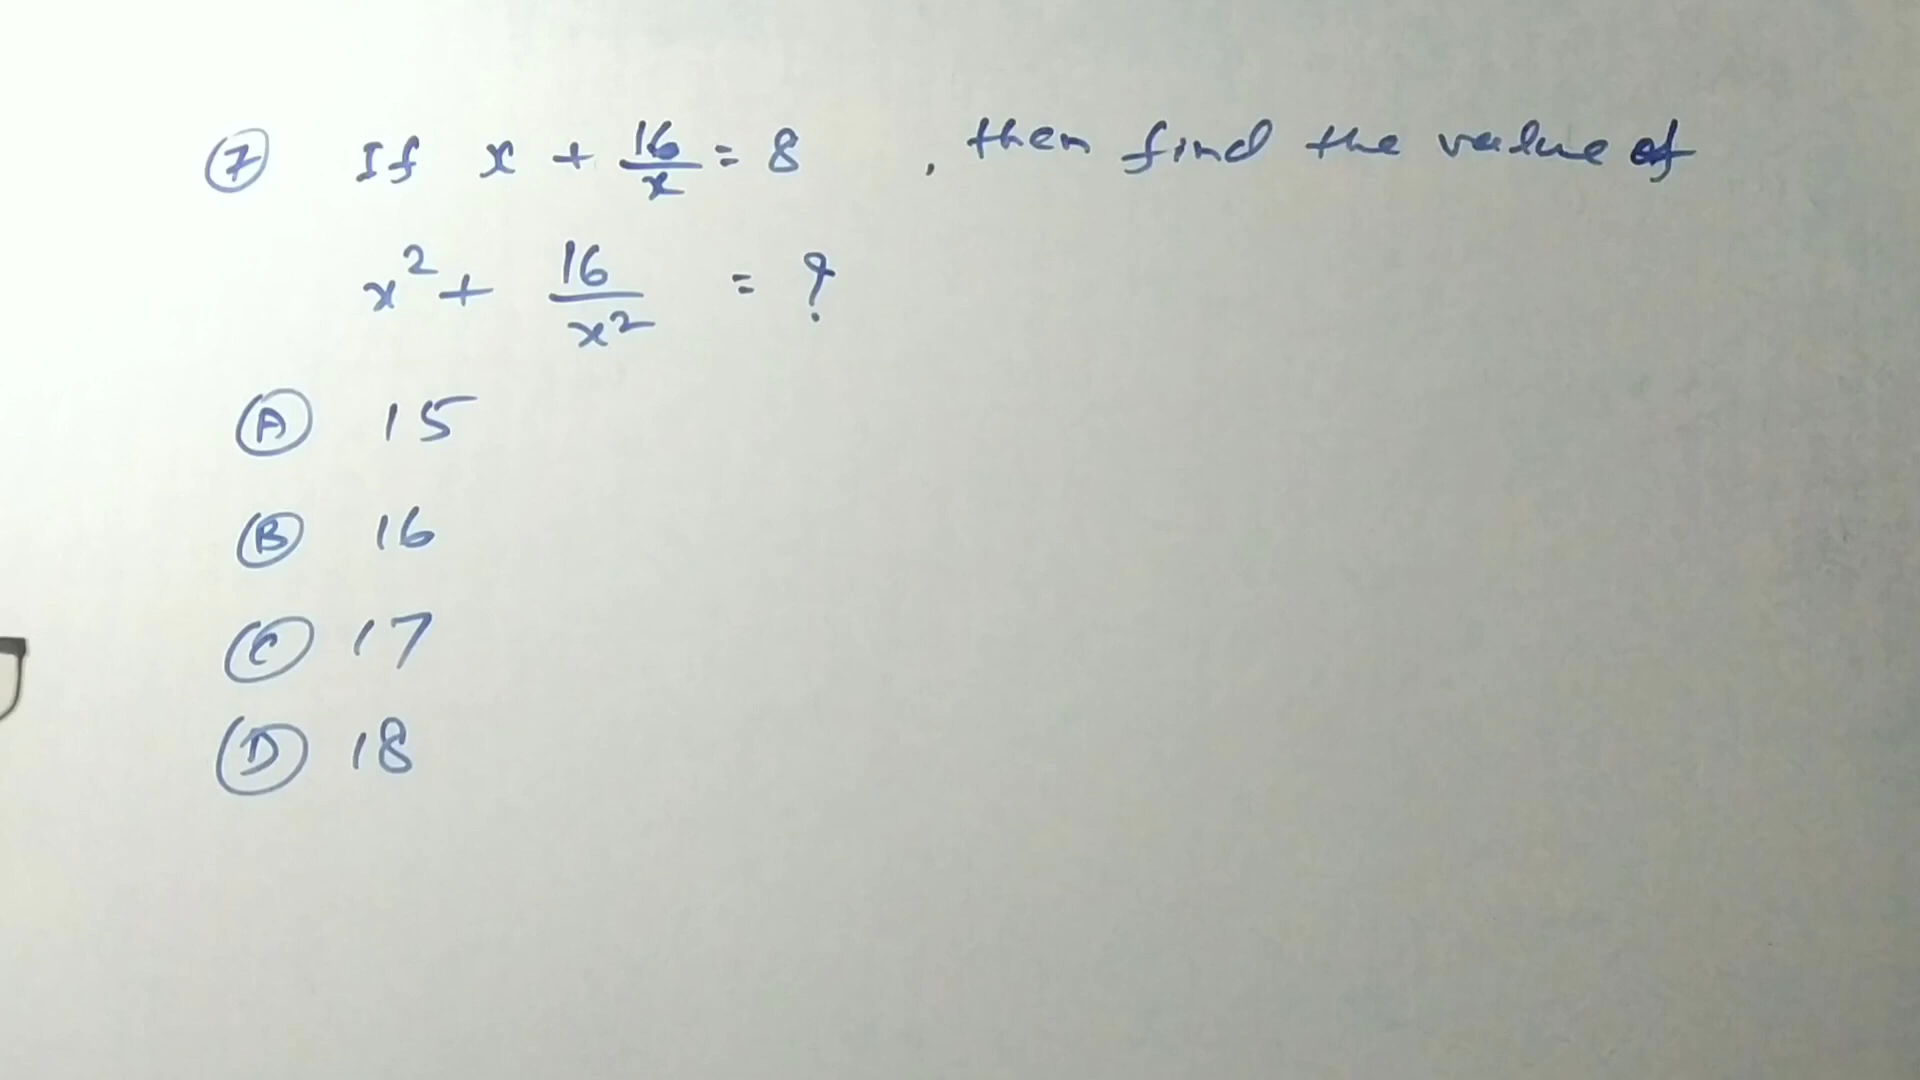 7 If x + 16/x = 8 , then find the value of
x² + 16/x² = ?
A 15
B 16
C 17
D 18